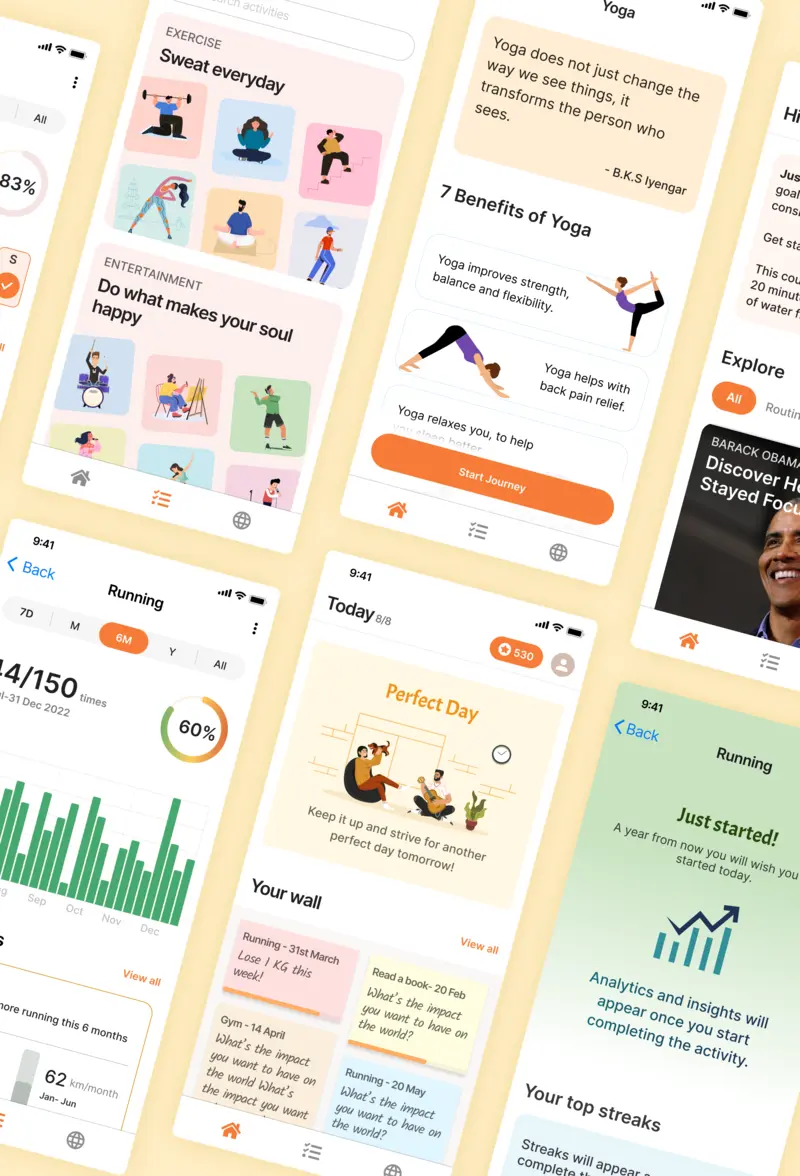 All
83%
S
search activities
EXERCISE
Sweat everyday
ENTERTAINMENT
Do what makes your soul
happy
Yoga
Yoga does not just change the
way we see things, it
transforms the person who
sees.
- B.K.S Iyengar
7 Benefits of Yoga
Yoga improves strength,
balance and flexibility.
Yoga helps with
back pain relief.
Yoga relaxes you, to help
you sleep better.
Start Journey
Get sta
20 minut
of water
Explore
All
Routin
BARACK OBAMA
Discover
Stayed Focu
9:41
Back
Running
7D
M
6M
Y
All
44/150 times
31 Dec 2022
60%
Sep
Oct
Nov
Dec
View all
more running this 6 months
62 km/month
Jan- Jun
9:41
Today 8/8
530
Perfect Day
Keep it up and strive for another
perfect day tomorrow!
Your wall
View all
Running - 31st March
Lose 1 KG this
week!
Read a book- 20 Feb
What's the impact
you want to have on
the world?
Gym - 14 April
What's the impact
you want to have on
the world What's
the impact you want
Running - 20 May
What's the impact
you want to have on
the world?
9:41
Back
Running
Just started!
A year from now you will wish you
started today.
Analytics and insights will
appear once you start
completing the activity.
Your top streaks
Streaks will appear
complete